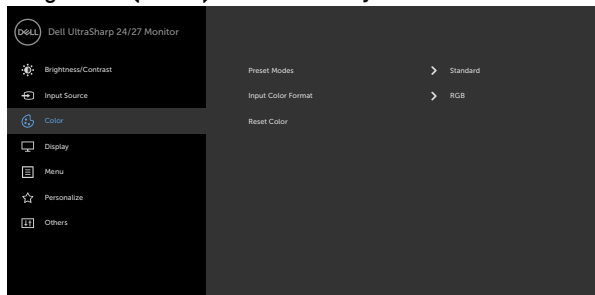 DELL
Dell UltraSharp 24/27 Monitor
Brightness/Contrast
Input Source
Color
Display
Menu
Personalize
Others
Preset Modes
Standard
Input Color Format
RGB
Reset Color